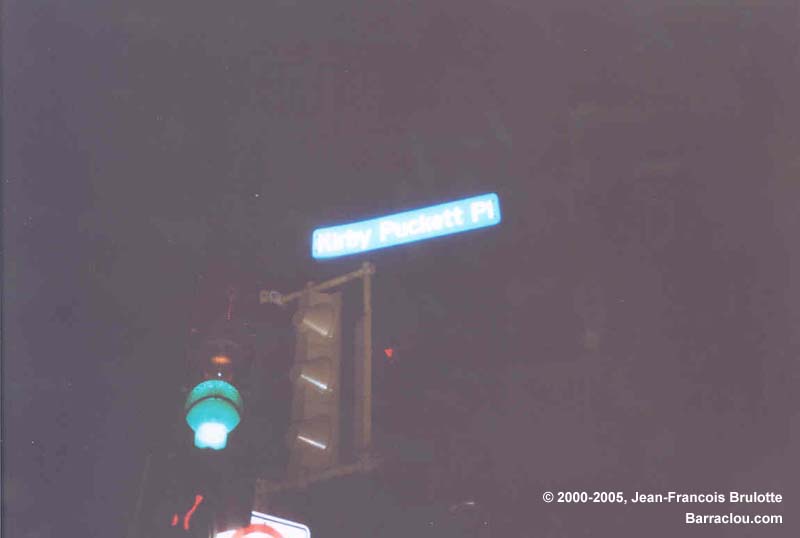 Kirby Puckett Pl
© 2000-2005, Jean-Francois Brulotte
Barraclou.com